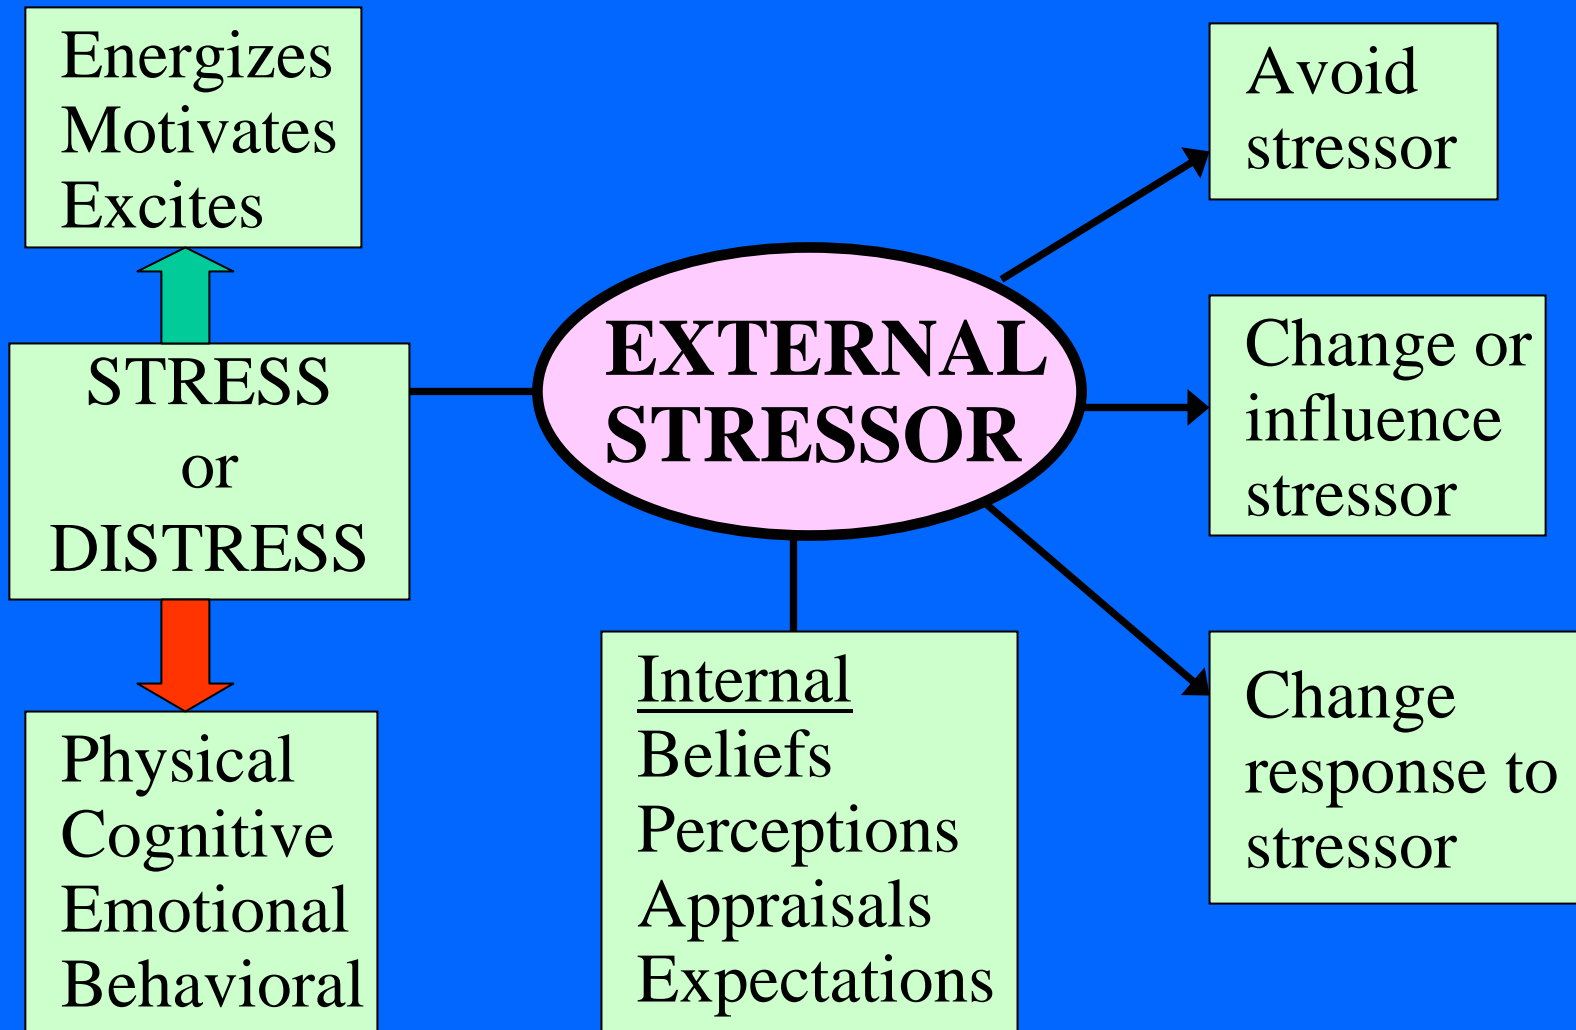 Energizes
Motivates
Excites
STRESS
or
DISTRESS
Physical
Cognitive
Emotional
Behavioral
EXTERNAL
STRESSOR
Internal
Beliefs
Perceptions
Appraisals
Expectations
Avoid
stressor
Change or
influence
stressor
Change
response to
stressor